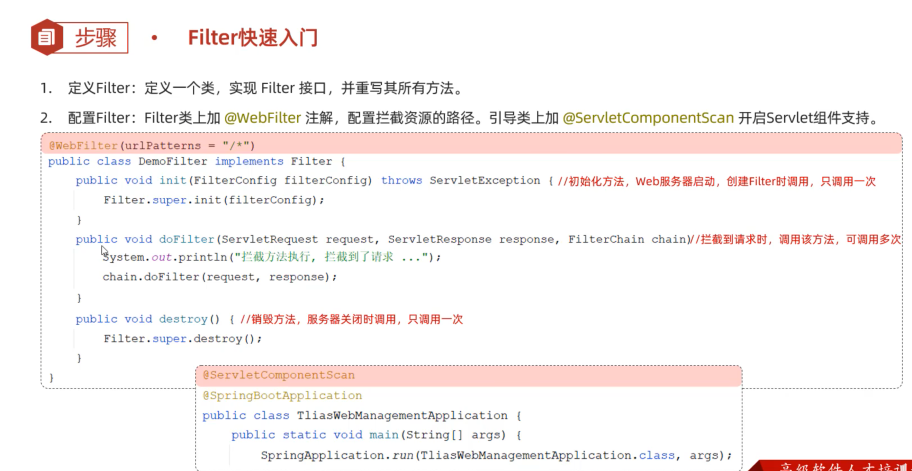 步骤 • Filter快速入门
1. 定义Filter：定义一个类，实现 Filter 接口，并重写其所有方法。
2. 配置Filter：Filter类上加 @WebFilter 注解，配置拦截资源的路径。引导类上加 @ServletComponentScan 开启Servlet组件支持。
@WebFilter(urlPatterns = "/*")
public class DemoFilter implements Filter {
public void init(FilterConfig filterConfig) throws ServletException { //初始化方法，Web服务器启动，创建Filter时调用，只调用一次
Filter.super.init(filterConfig);
}
public void doFilter(ServletRequest request, ServletResponse response, FilterChain chain)//拦截到请求时，调用该方法，可调用多次
System.out.println("拦截方法执行, 拦截到了请求 ...");
chain.doFilter(request, response);
}
public void destroy() { //销毁方法，服务器关闭时调用，只调用一次
Filter.super.destroy();
}
}
@ServletComponentScan
@SpringBootApplication
public class TliasWebManagementApplication {
public static void main(String[] args) {
SpringApplication.run(TliasWebManagementApplication.class, args);
高级软件人才培训